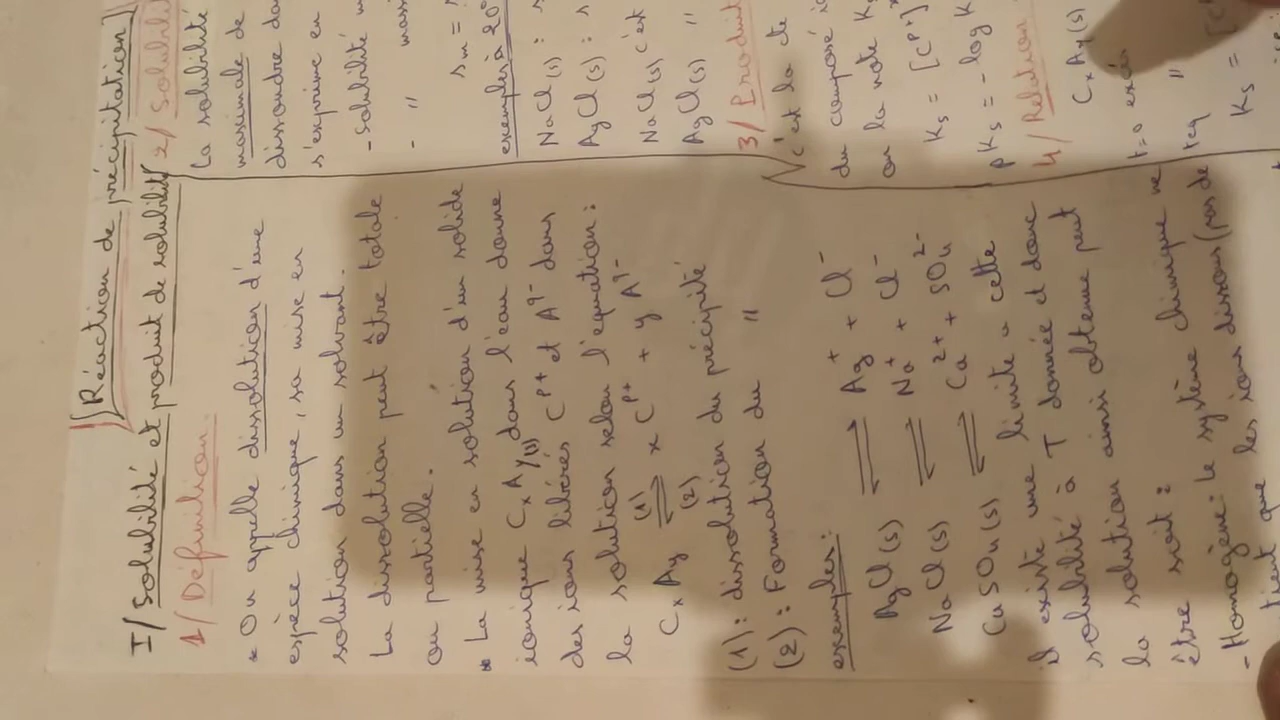 Réaction de précipitation
I/ Solubilité et produit de solubilité
1/ Définition:
* On appelle dissolution d'une
espèce chimique, sa mise en
solution dans un solvant.
La dissolution peut être totale
ou partielle.
* La mise en solution d'un solide
ionique CxAy(s) dans l'eau donne
des ions libérés C^p+ et A^q- dans
la solution selon l'équation:
CxAy (1)⇌(2) x C^p+ + y A^q-
(1): dissolution du précipité
(2): Formation du "
exemples:
AgCl(s) ⇌ Ag+ + Cl-
NaCl(s) ⇌ Na+ + Cl-
CaSO4(s) ⇌ Ca2+ + SO4 2-
Il existe une limite a cette
solubilité à T donnée et donc
la solution ainsi obtenue peut
être soit:
- Homogène: le système chimique ne
tient que les ions dissous (pas de
2/ Solubilité
La solubilité
maximale de
dissoudre
s'exprime en
- solubilité
- "
sm =
exemples à 20°
NaCl(s):
AgCl(s):
NaCl(s) c'est
AgCl(s) "
3/ Produit
c'est la
du composé
on la note Ks
Ks = [C^p+]
pKs = -log K
4/ Relation
CxAy(s)
t=0 excès
teq "
Ks = [C